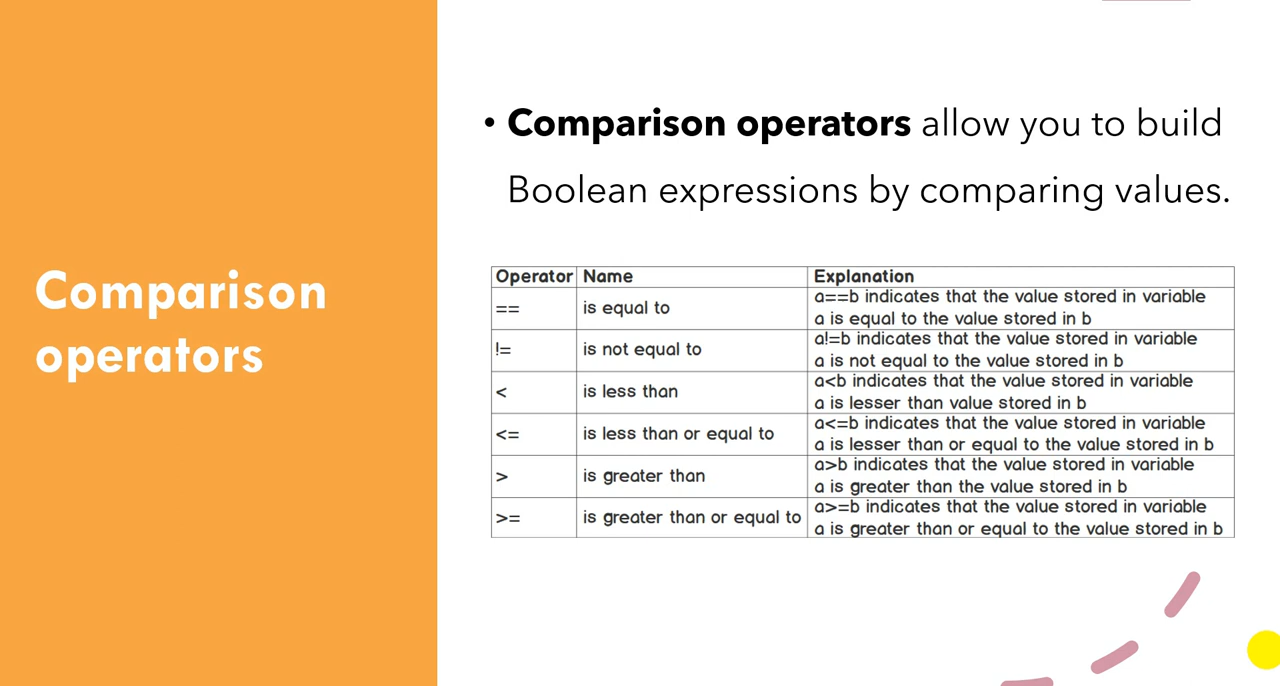 Comparison
operators
• Comparison operators allow you to build
Boolean expressions by comparing values.
Operator Name Explanation
== is equal to a==b indicates that the value stored in variable
a is equal to the value stored in b
!= is not equal to a!=b indicates that the value stored in variable
a is not equal to the value stored in b
< is less than a<b indicates that the value stored in variable
a is lesser than value stored in b
<= is less than or equal to a<=b indicates that the value stored in variable
a is lesser than or equal to the value stored in b
> is greater than a>b indicates that the value stored in variable
a is greater than the value stored in b
>= is greater than or equal to a>=b indicates that the value stored in variable
a is greater than or equal to the value stored in b